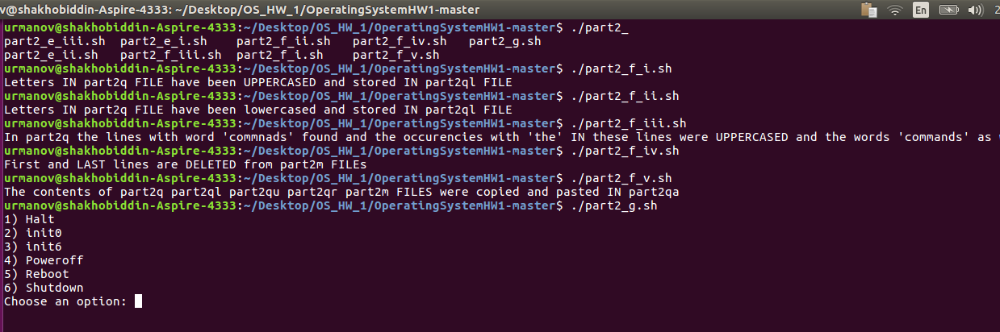 v@shakhobiddin-Aspire-4333: ~/Desktop/OS_HW_1/OperatingSystemHW1-master
En
2
urmanov@shakhobiddin-Aspire-4333:~/Desktop/OS_HW_1/OperatingSystemHW1-master$ ./part2_
part2_e_iii.sh  part2_e_i.sh    part2_f_ii.sh   part2_f_iv.sh   part2_g.sh
part2_e_ii.sh   part2_f_iii.sh  part2_f_i.sh    part2_f_v.sh
urmanov@shakhobiddin-Aspire-4333:~/Desktop/OS_HW_1/OperatingSystemHW1-master$ ./part2_f_i.sh
Letters IN part2q FILE have been UPPERCASED and stored IN part2ql FILE
urmanov@shakhobiddin-Aspire-4333:~/Desktop/OS_HW_1/OperatingSystemHW1-master$ ./part2_f_ii.sh
Letters IN part2q FILE have been lowercased and stored IN part2ql FILE
urmanov@shakhobiddin-Aspire-4333:~/Desktop/OS_HW_1/OperatingSystemHW1-master$ ./part2_f_iii.sh
In part2q the lines with word 'commnads' found and the occurencies with 'the' IN these lines were UPPERCASED and the words 'commands' as
urmanov@shakhobiddin-Aspire-4333:~/Desktop/OS_HW_1/OperatingSystemHW1-master$ ./part2_f_iv.sh
First and LAST lines are DELETED from part2m FILEs
urmanov@shakhobiddin-Aspire-4333:~/Desktop/OS_HW_1/OperatingSystemHW1-master$ ./part2_f_v.sh
The contents of part2q part2ql part2qu part2qr part2m FILES were copied and pasted IN part2qa
urmanov@shakhobiddin-Aspire-4333:~/Desktop/OS_HW_1/OperatingSystemHW1-master$ ./part2_g.sh
1) Halt
2) init0
3) init6
4) Poweroff
5) Reboot
6) Shutdown
Choose an option: